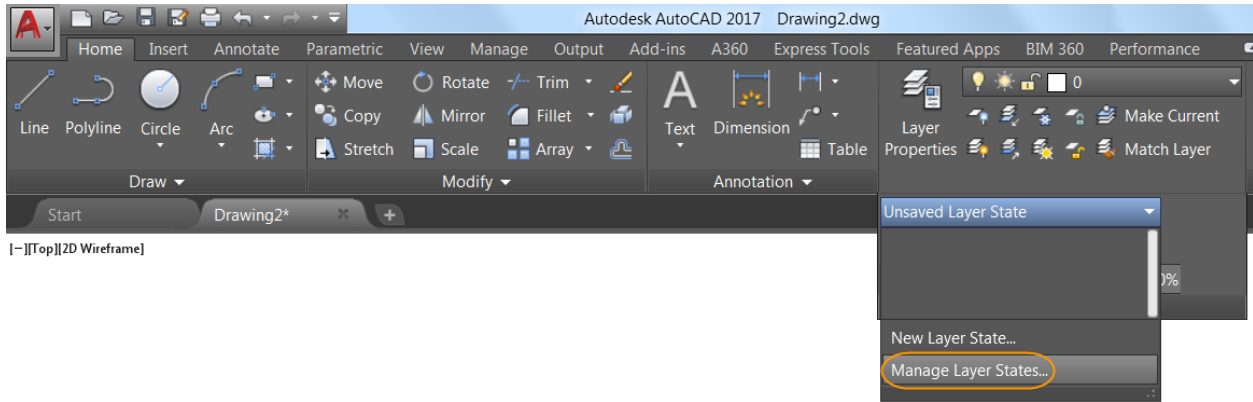 Autodesk AutoCAD 2017 Drawing2.dwg
A
Home Insert Annotate Parametric View Manage Output Add-ins A360 Express Tools Featured Apps BIM 360 Performance
Move Rotate Trim 0
Line Polyline Circle Arc Copy Mirror Fillet A Text Dimension Layer Properties Make Current
Stretch Scale Array Table Match Layer
Draw Modify Annotation
Start Drawing2* Unsaved Layer State
[−][Top][2D Wireframe]
0%
New Layer State...
Manage Layer States...